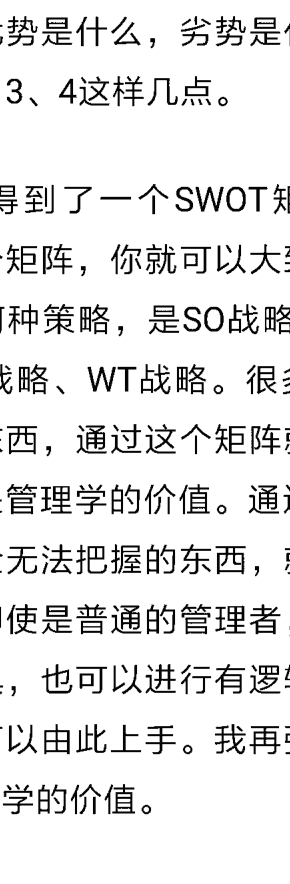 势是什么，劣势是
3、4这样几点。
得到了一个SWOT矩
矩阵，你就可以大
种策略，是SO战略
战略、WT战略。很
西，通过这个矩阵
管理学的价值。通
无法把握的东西，
即使是普通的管理者，
，也可以进行有逻辑
可以由此上手。我再
学的价值。